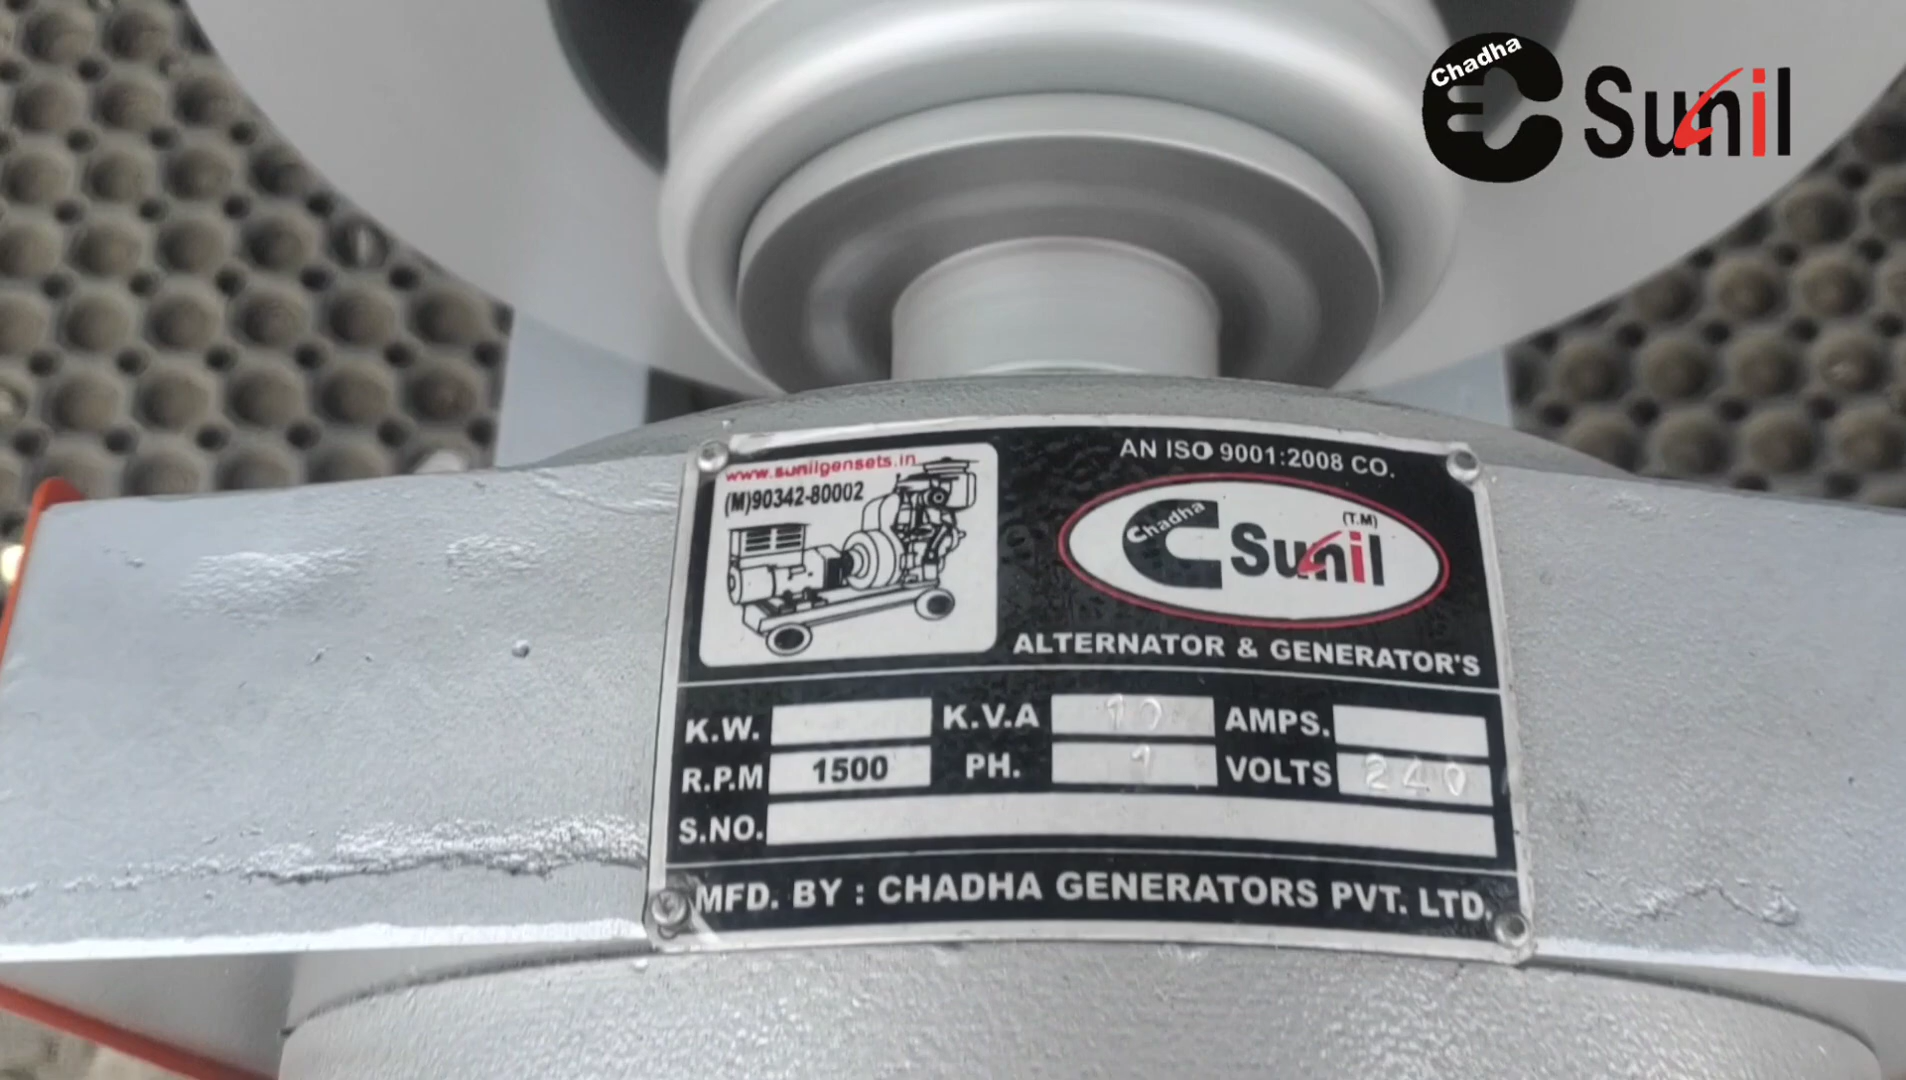 Chadha
Sunil
www.sunilgensets.in
(M)90342-80002
AN ISO 9001:2008 CO.
Chadha
Sunil
(T.M)
ALTERNATOR & GENERATOR'S
K.W. K.V.A 10 AMPS.
R.P.M 1500 PH. 1 VOLTS 240
S.NO.
MFD. BY : CHADHA GENERATORS PVT. LTD.